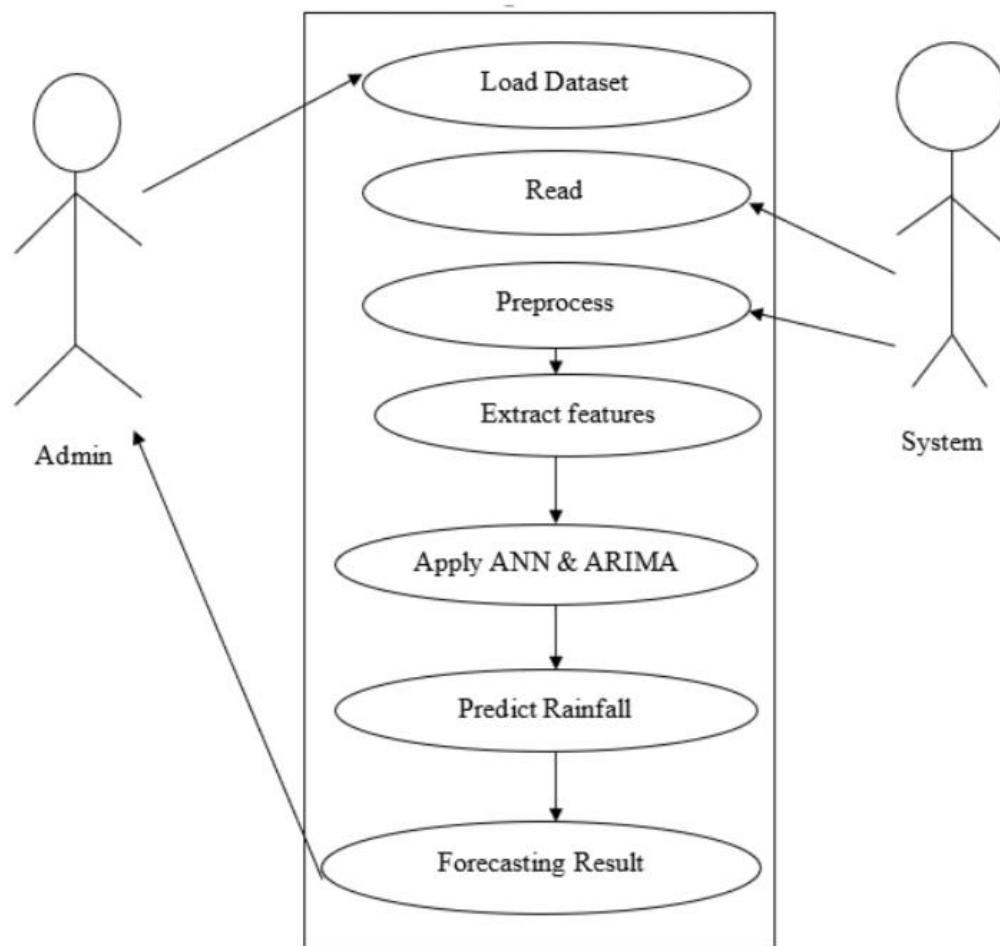 Load Dataset
Read
Preprocess
Extract features
Admin
System
Apply ANN & ARIMA
Predict Rainfall
Forecasting Result